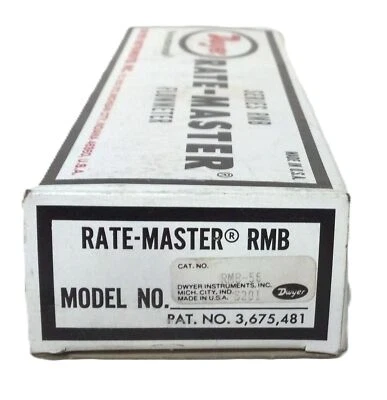 Dwyer
RATE-MASTER®
SERIES RMB
FLOWMETER
MADE IN U.S.A.
RATE-MASTER® RMB
CAT. NO.
RMB-56
DWYER INSTRUMENTS, INC.
MICH. CITY, IND.
MADE IN U.S.A.
Dwyer
MODEL NO.
PAT. NO. 3,675,481